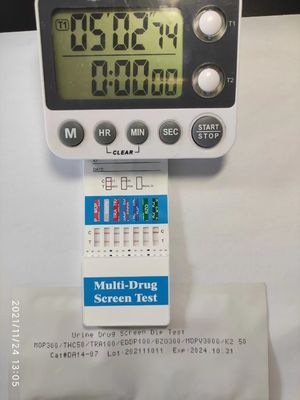 T1 05'02"74
0:00 00
T1
T2
M
HR
MIN
SEC
START
STOP
CLEAR
DATE:
C
T
C
T
C
T
Multi-Drug
Screen Test
Urine Drug Screen Dip Test
MOP300/THC50/TRA100/EDDP100/BZO300/MDPV3000/K2 50
Cat#DA14-07 Lot:202111011 Exp:2024.10.31
2021/11/24 13:05